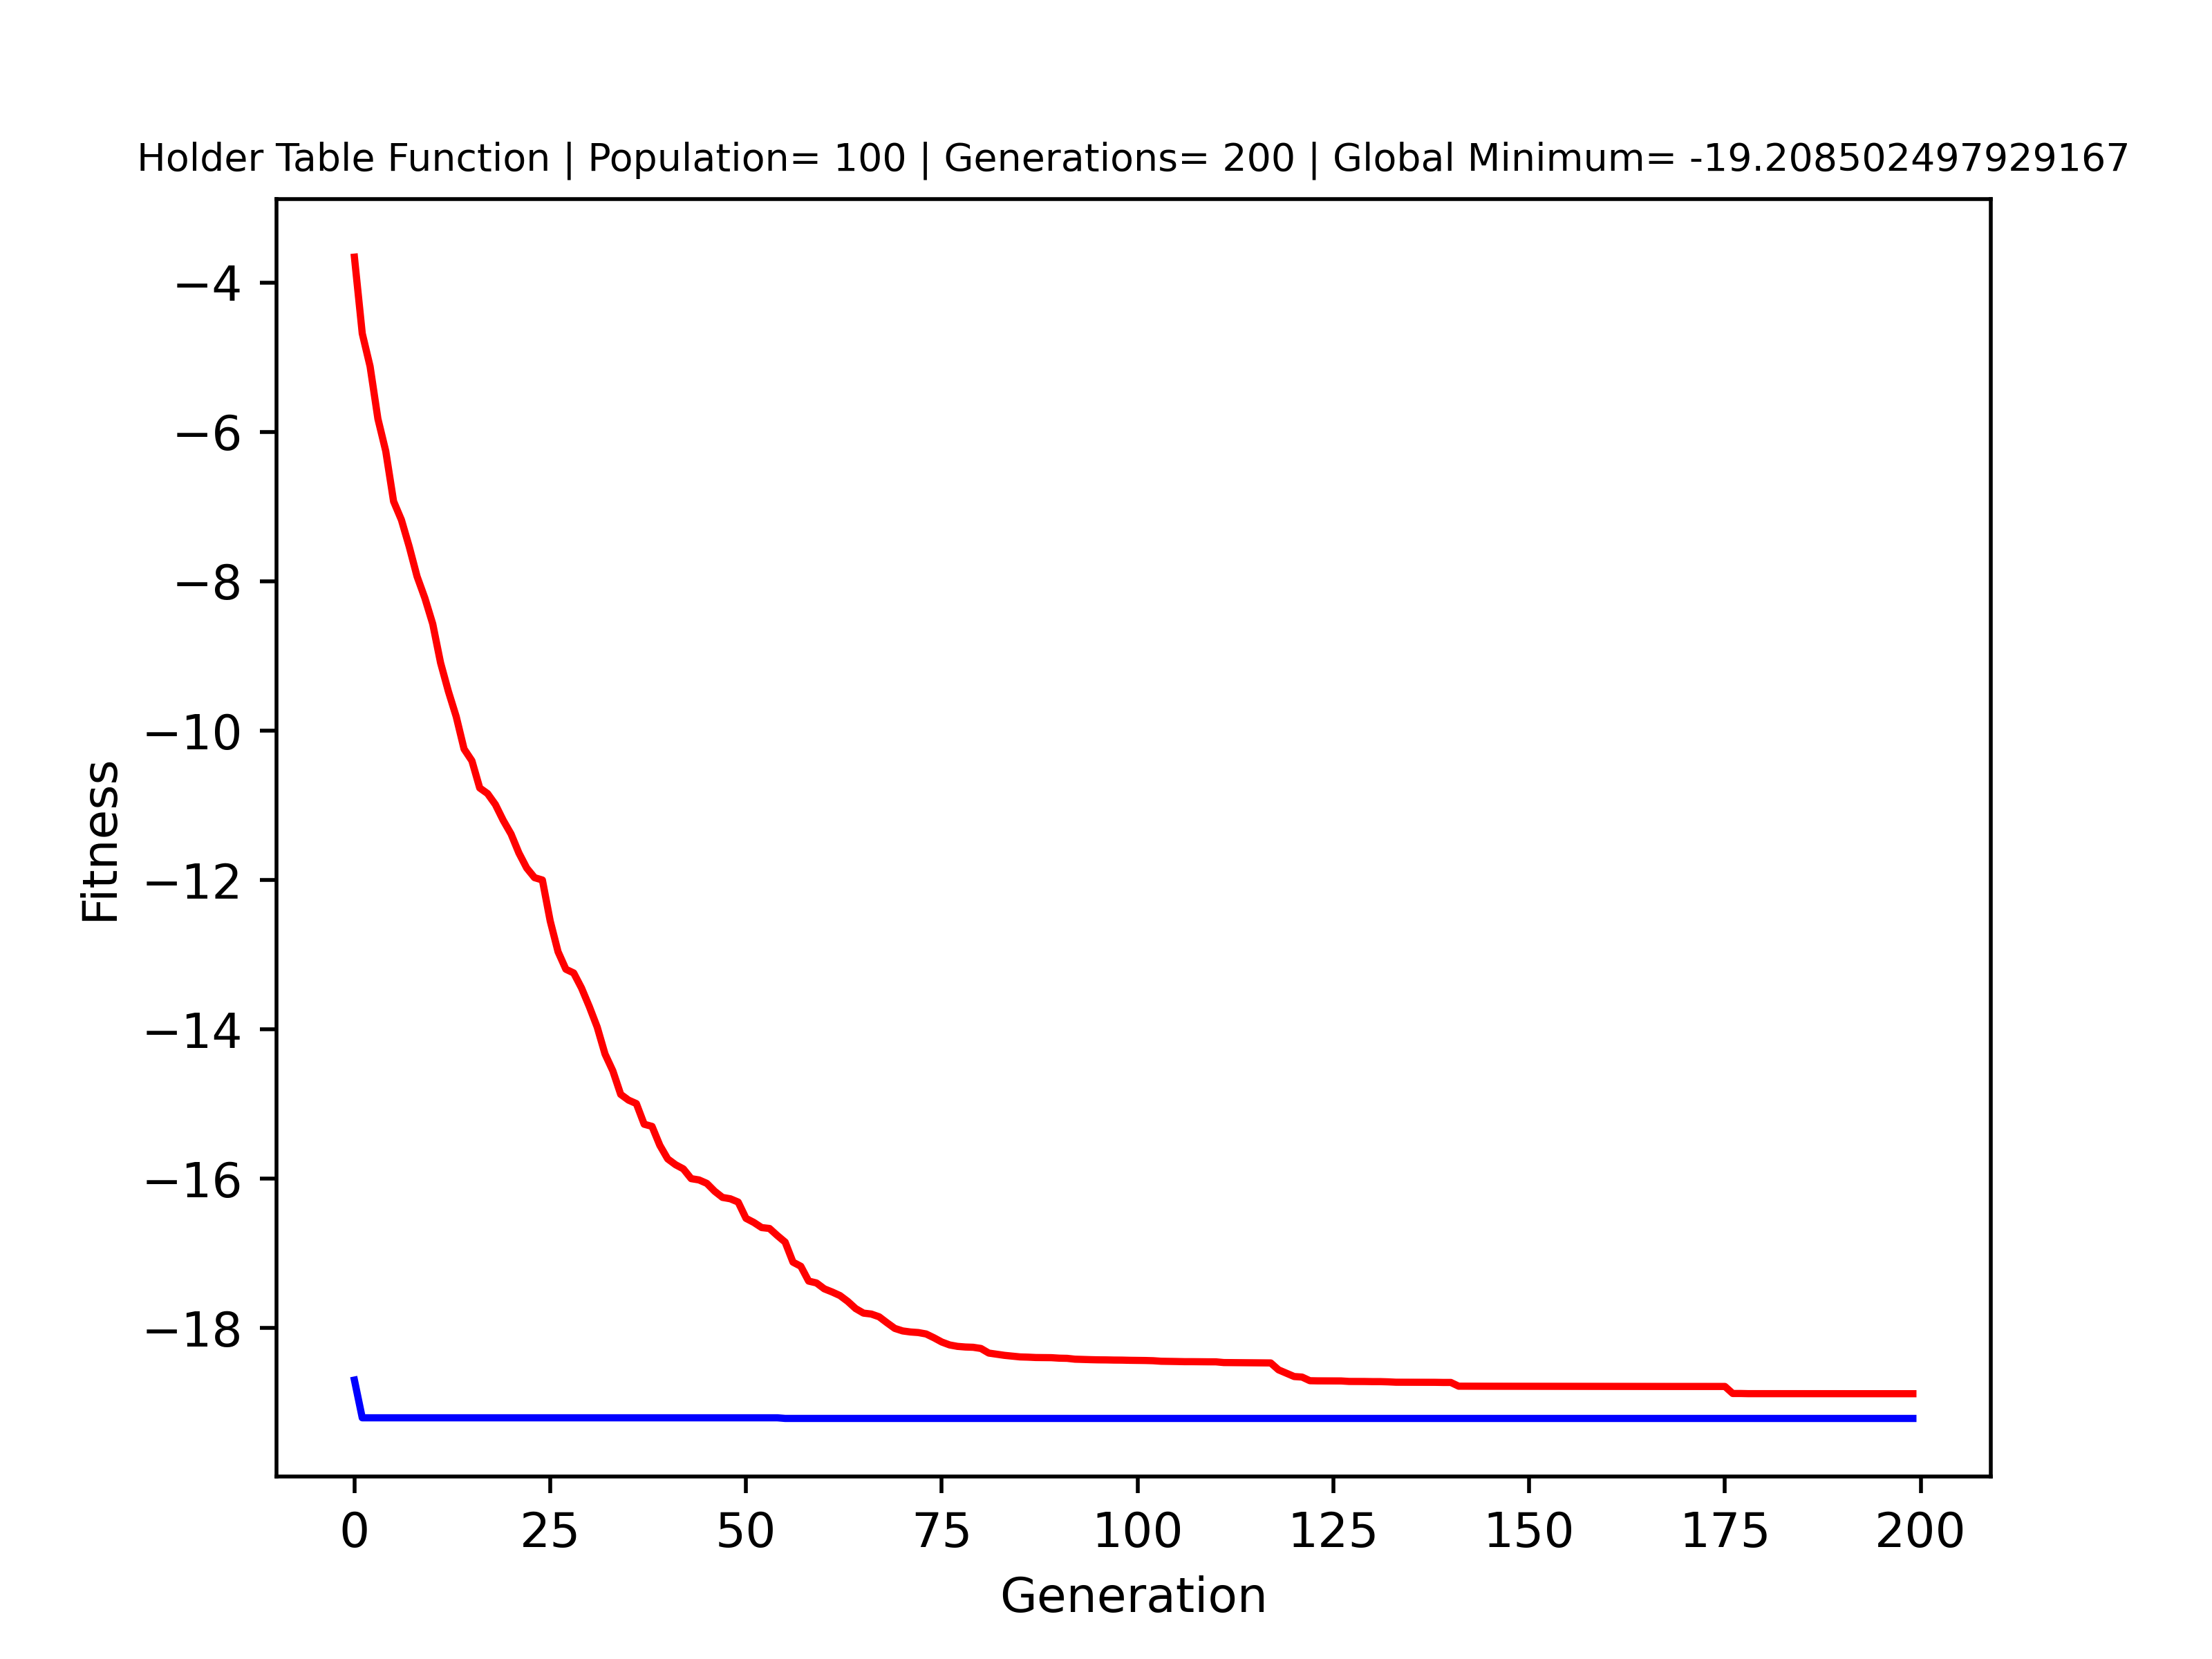 Holder Table Function | Population= 100 | Generations= 200 | Global Minimum= -19.208502497929167
−4
−6
−8
−10
−12
−14
−16
−18
Fitness
0 25 50 75 100 125 150 175 200
Generation